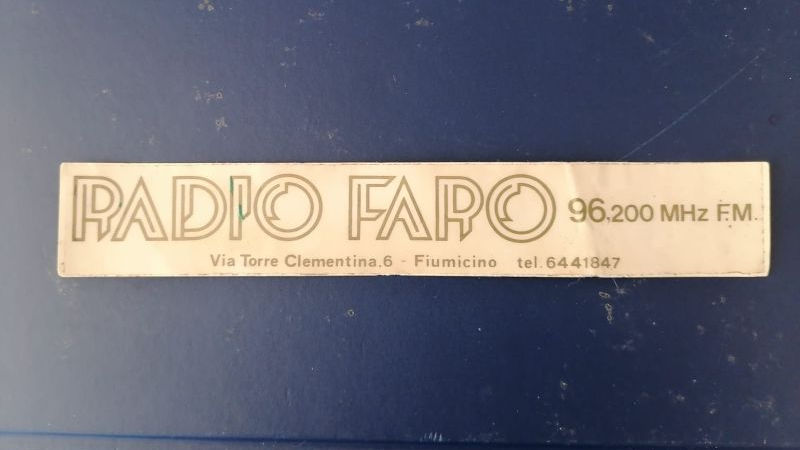 RADIO FARO 96,200 MHz F.M.
Via Torre Clementina,6 - Fiumicino tel. 6441847